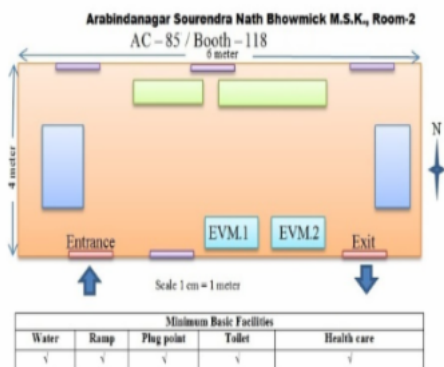 Arabindanagar Sourendra Nath Bhowmick M.S.K., Room-2
AC – 85 / Booth – 118
6 meter
4 meter
N
EVM.1 EVM.2
Entrance Exit
Scale 1 cm = 1 meter
Minimum Basic Facilities
Water Ramp Plug point Toilet Health care
√ √ √ √ √